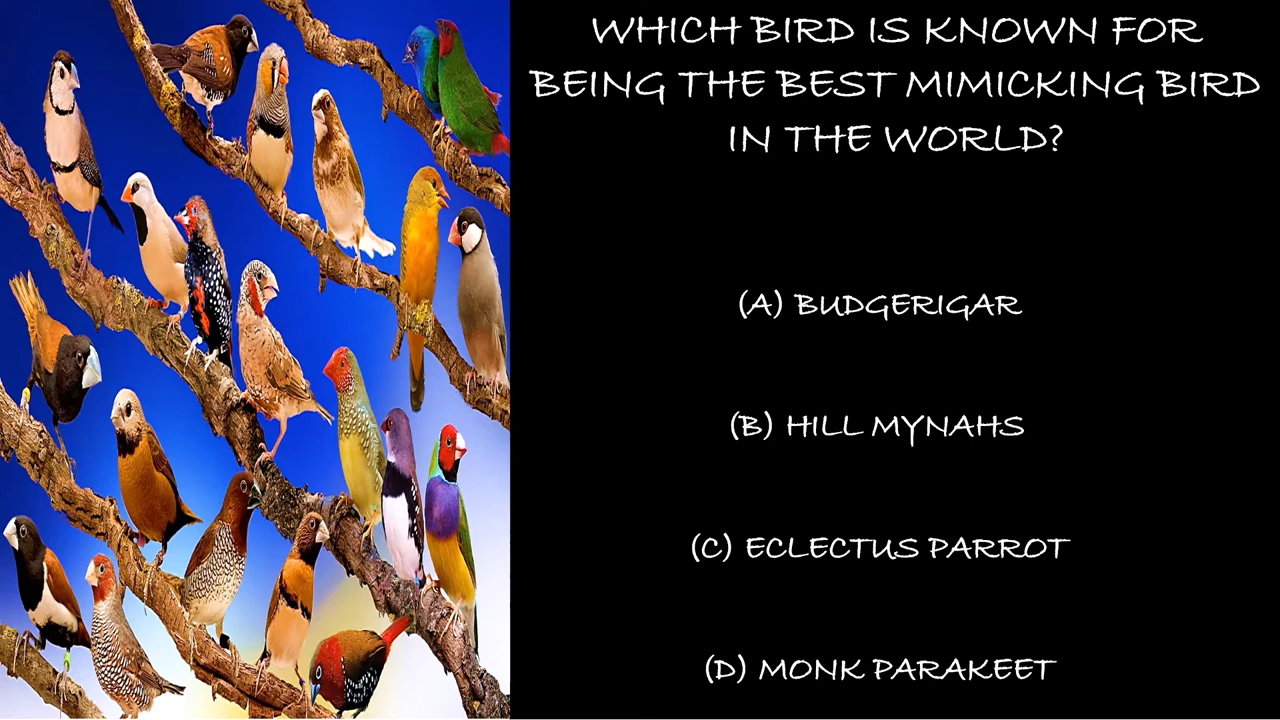 WHICH BIRD IS KNOWN FOR
BEING THE BEST MIMICKING BIRD
IN THE WORLD?
(A) BUDGERIGAR
(B) HILL MYNAHS
(C) ECLECTUS PARROT
(D) MONK PARAKEET